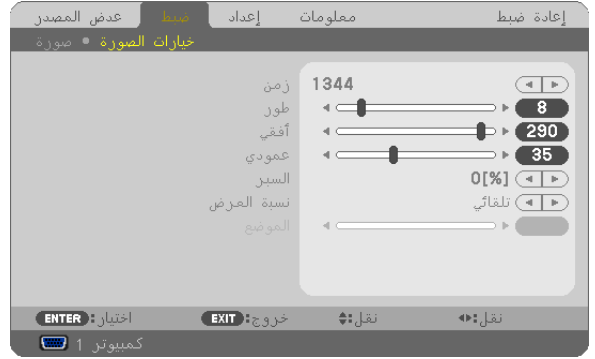 عدض المصدر ضبط إعداد معلومات إعادة ضبط
خيارات الصورة • صورة
زمن 1344
طور 8
أفقي 290
عمودي 35
السبر 0[%]
نسبة العرض تلقائي
الموضع
ENTER: اختيار EXIT: خروج نقل: نقل:
كمبيوتر 1